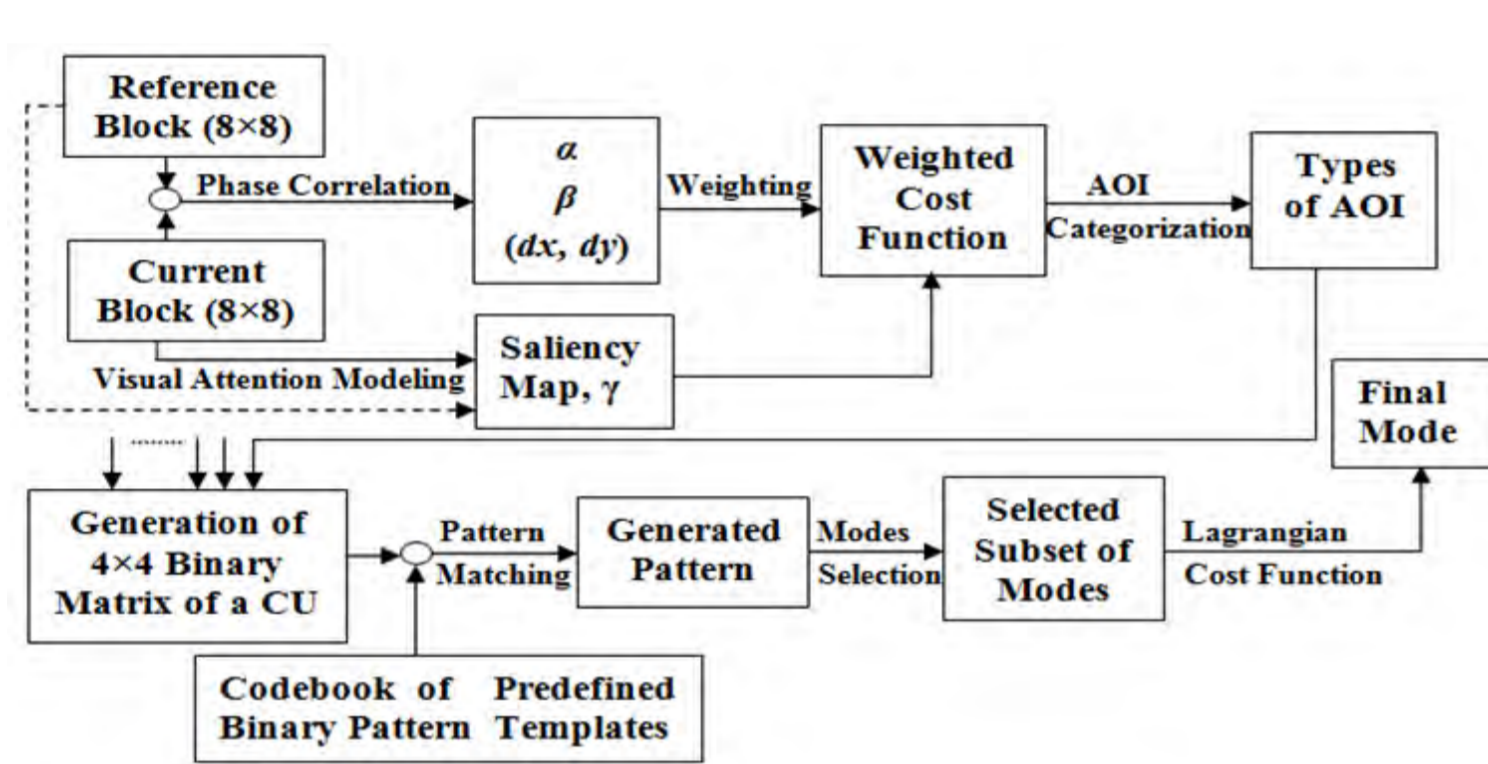 Reference
Block (8×8)
Phase Correlation
Current
Block (8×8)
Visual Attention Modeling
α
β
(dx, dy)
Saliency
Map, γ
Weighting
Weighted
Cost
Function
AOI
Categorization
Types
of AOI
Final
Mode
Generation of
4×4 Binary
Matrix of a CU
Pattern
Matching
Codebook of Predefined
Binary Pattern Templates
Generated
Pattern
Modes
Selection
Selected
Subset of
Modes
Lagrangian
Cost Function